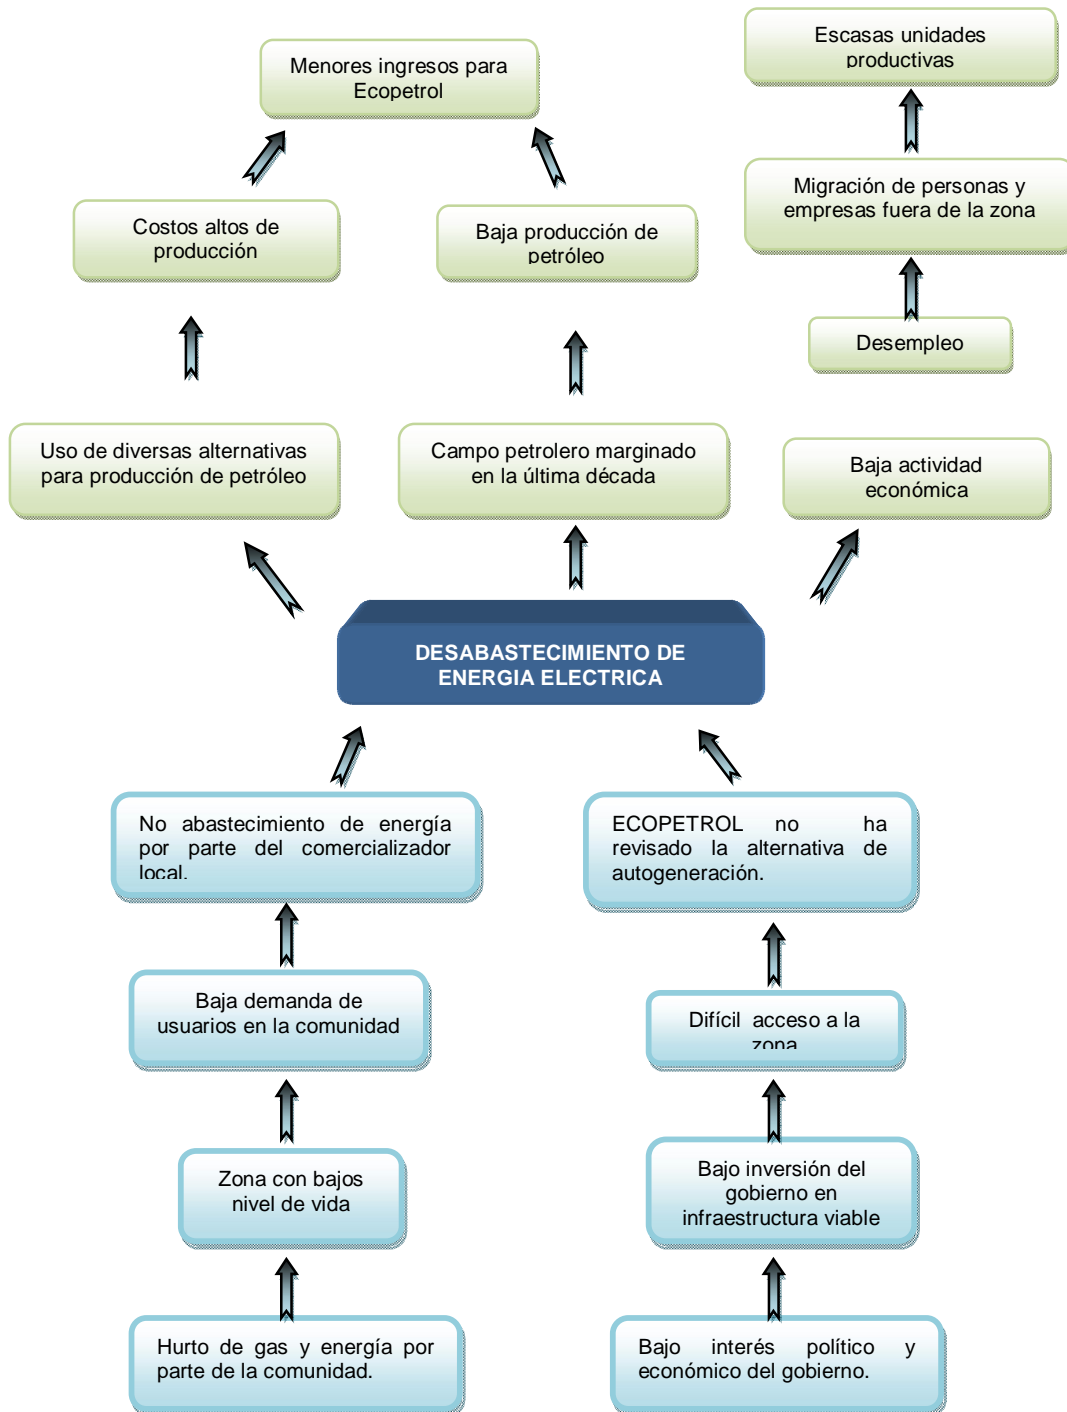 Escasas unidades
productivas
Menores ingresos para
Ecopetrol
Migración de personas y
empresas fuera de la zona
Costos altos de
producción
Baja producción de
petróleo
Desempleo
Uso de diversas alternativas
para producción de petróleo
Campo petrolero marginado
en la última década
Baja actividad
económica
DESABASTECIMIENTO DE
ENERGIA ELECTRICA
No abastecimiento de energía
por parte del comercializador
local.
ECOPETROL no ha
revisado la alternativa de
autogeneración.
Baja demanda de
usuarios en la comunidad
Difícil acceso a la
zona
Zona con bajos
nivel de vida
Bajo inversión del
gobierno en
infraestructura viable
Hurto de gas y energía por
parte de la comunidad.
Bajo interés político y
económico del gobierno.